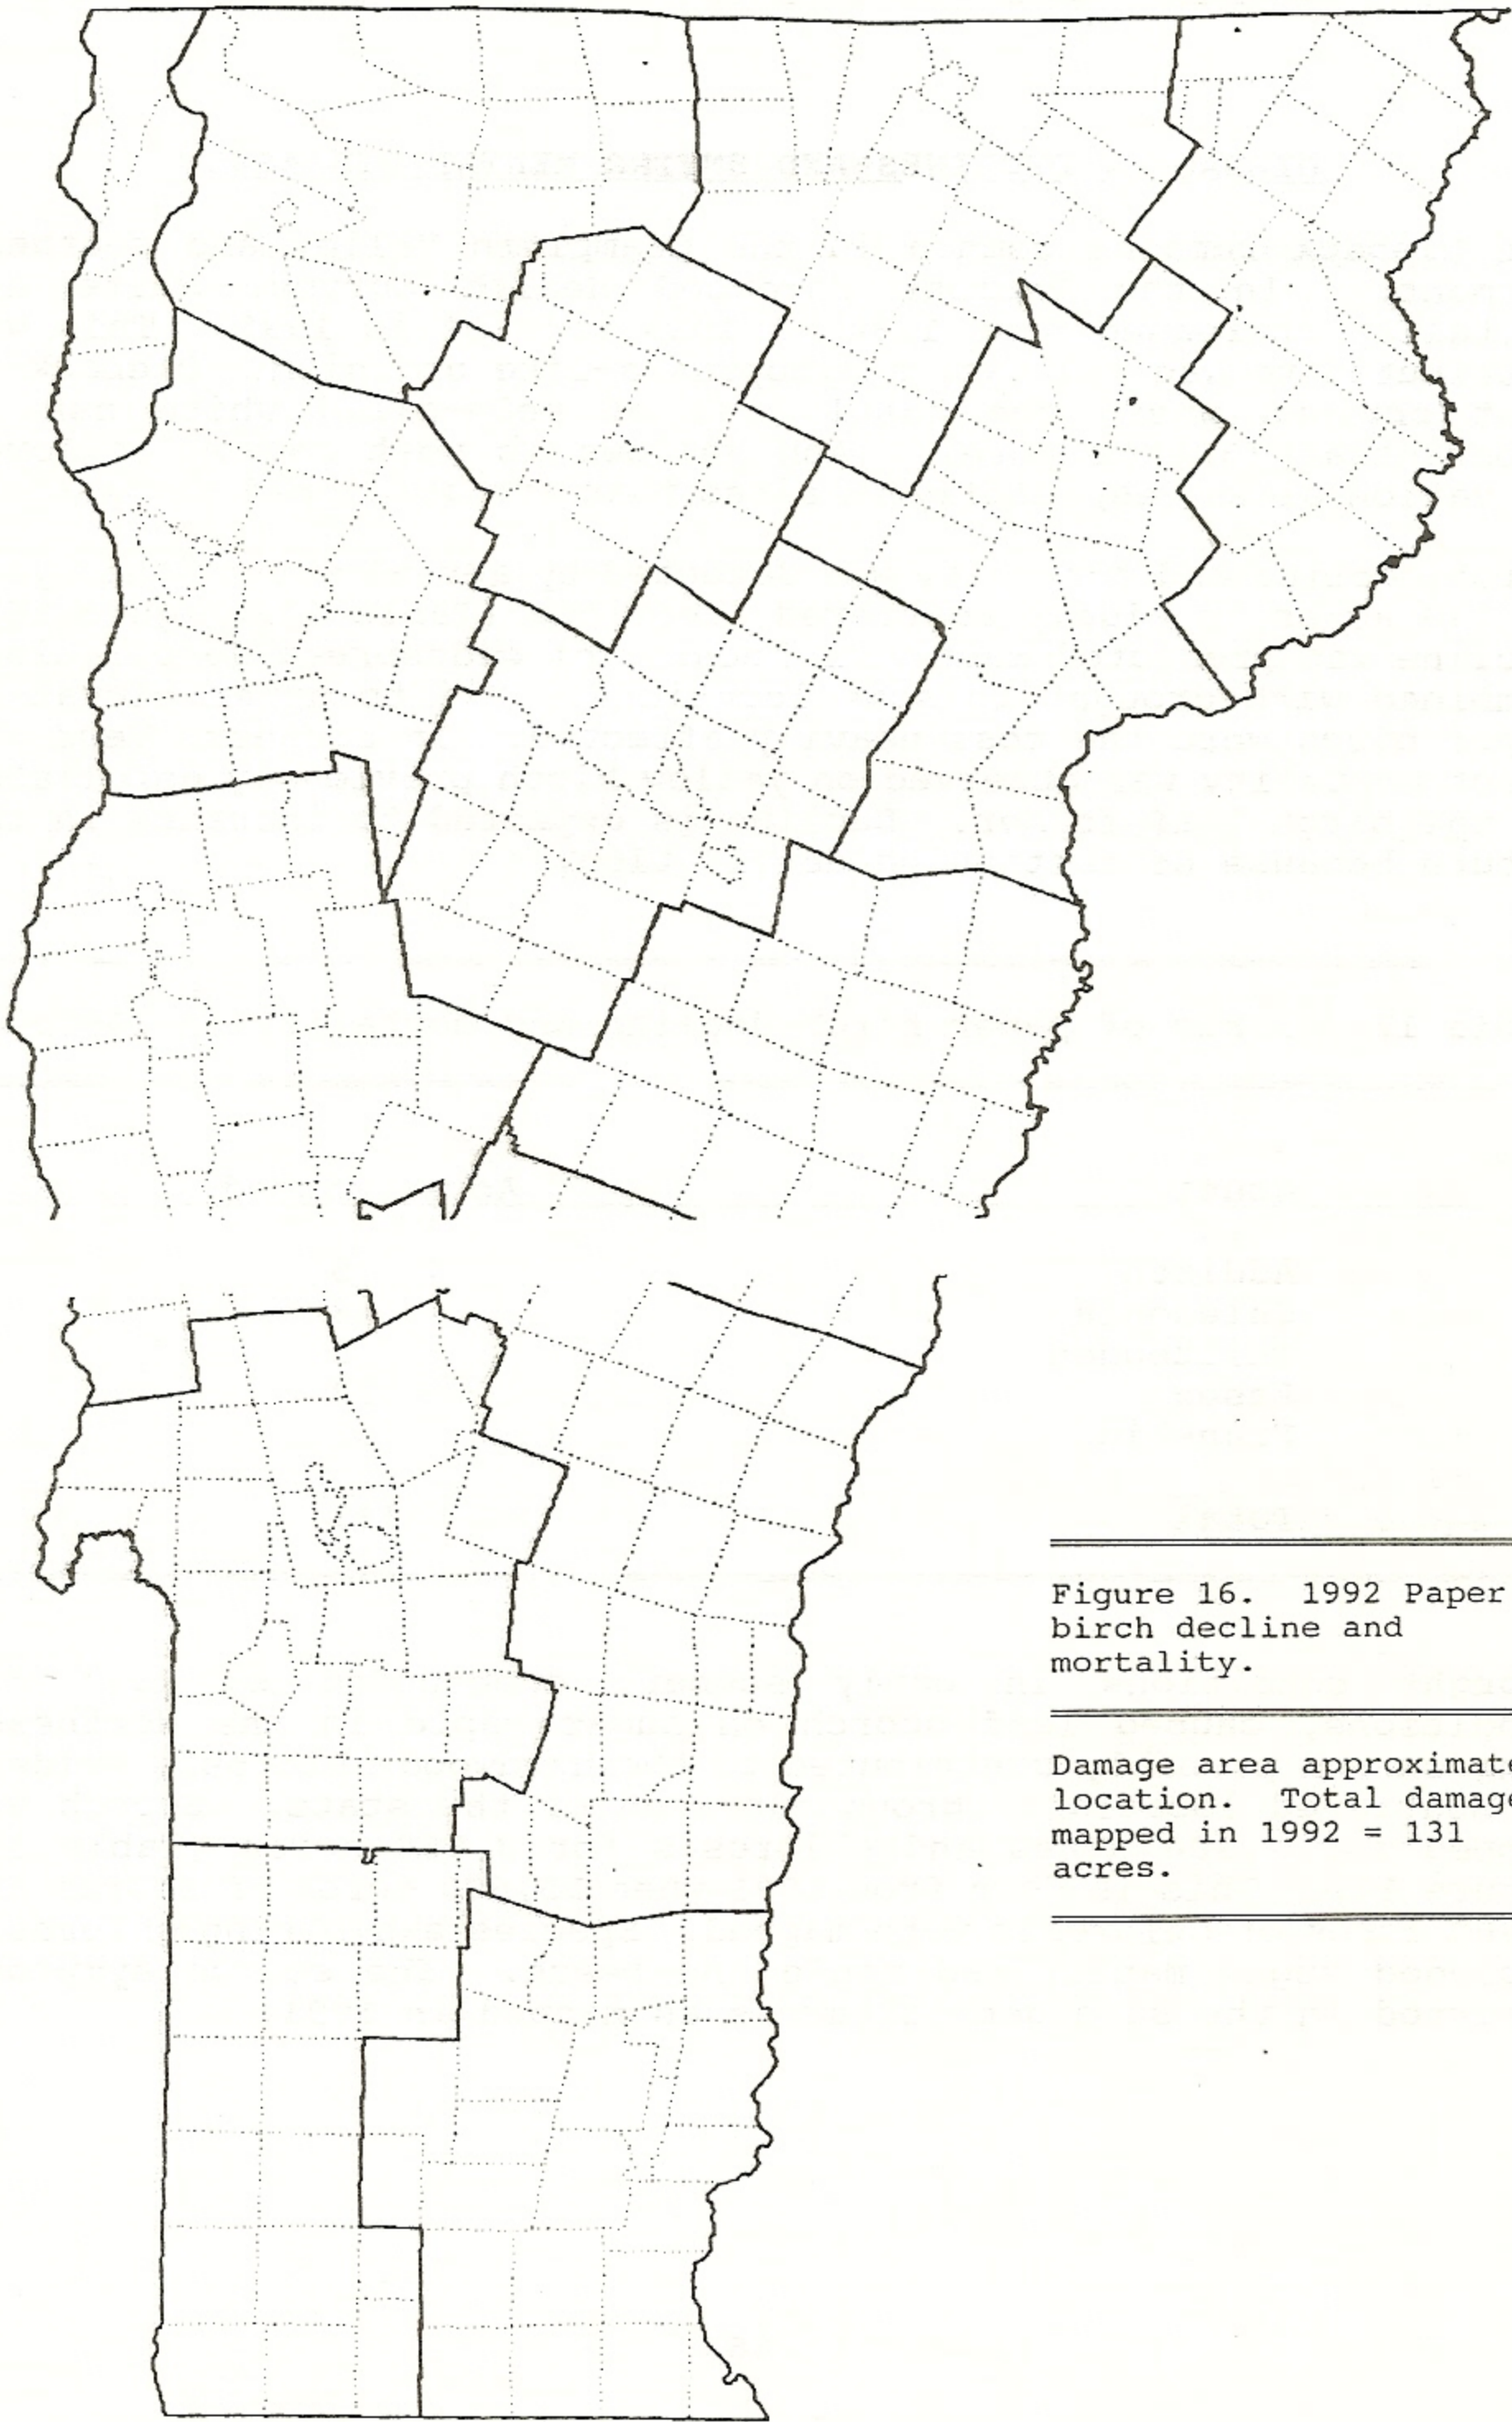 Figure 16. 1992 Paper
birch decline and
mortality.
Damage area approximate
location. Total damage
mapped in 1992 = 131
acres.